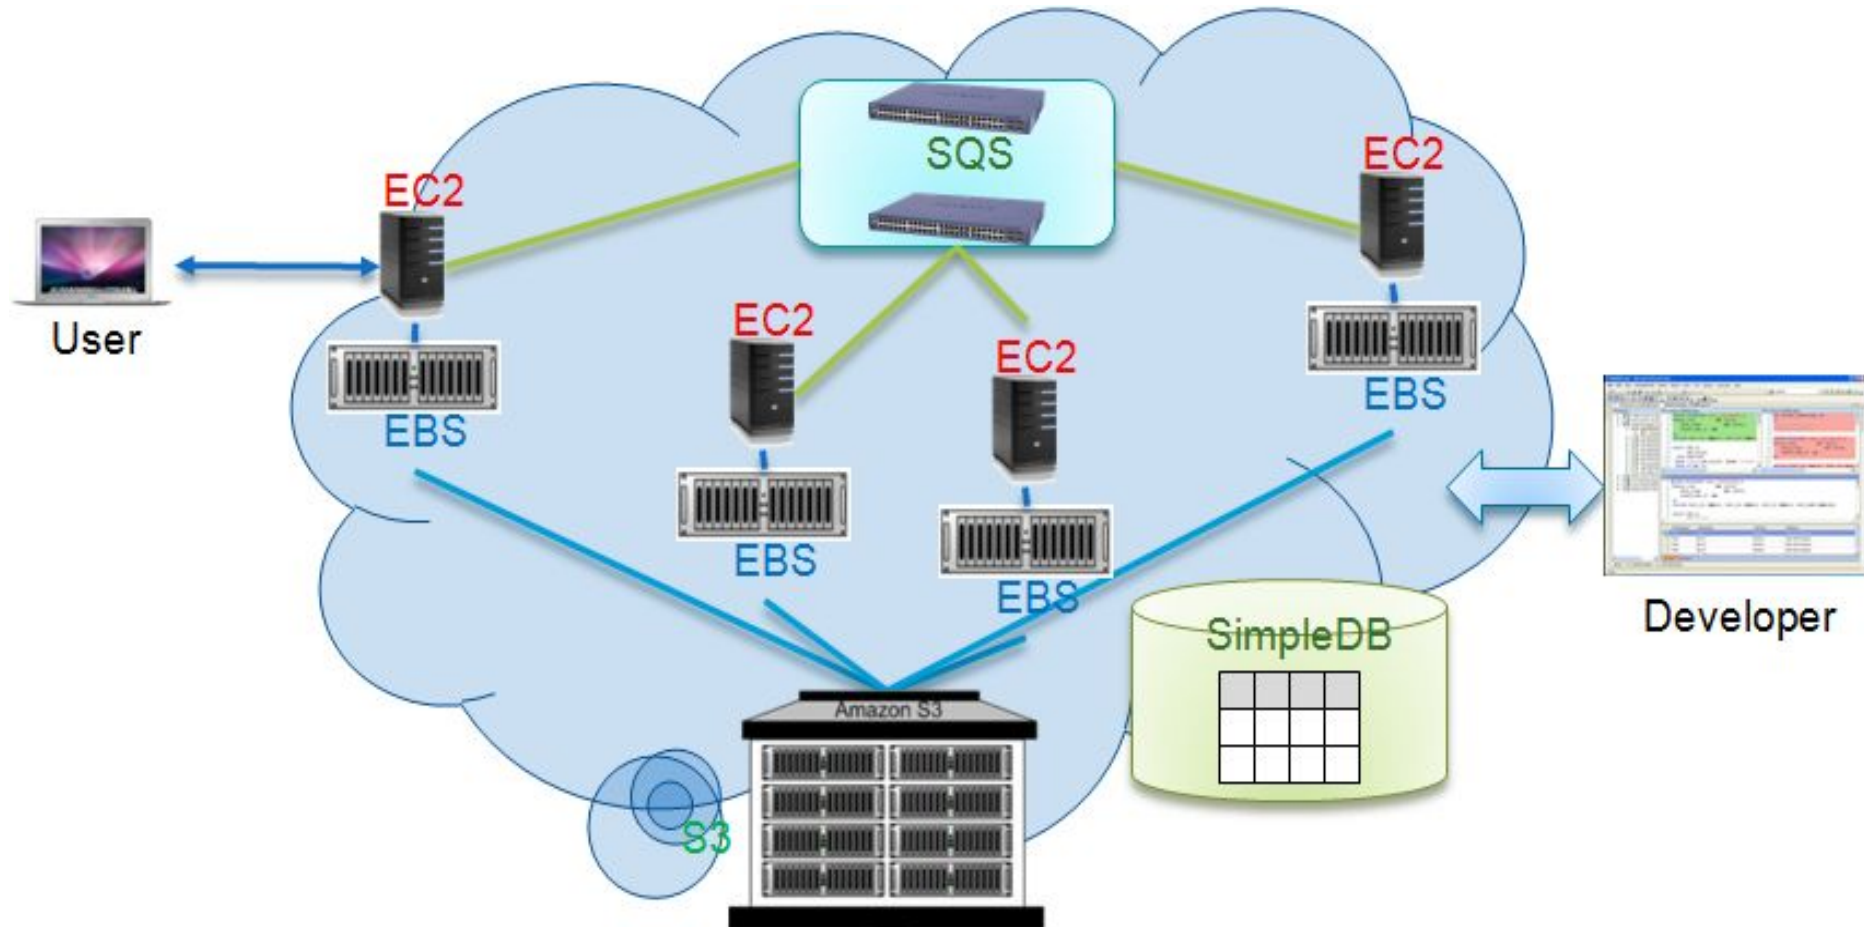 SQS
EC2
EC2
User
EC2
EC2
EBS
EBS
EBS
EBS
SimpleDB
Developer
Amazon S3
S3